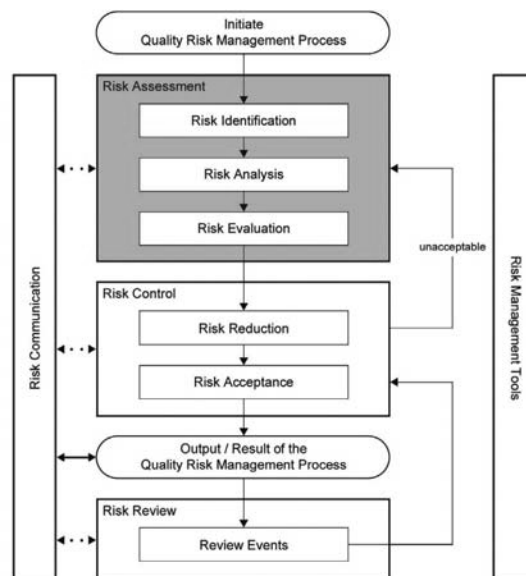 Initiate
Quality Risk Management Process
Risk Assessment
Risk Identification
Risk Analysis
Risk Evaluation
unacceptable
Risk Control
Risk Reduction
Risk Acceptance
Output / Result of the
Quality Risk Management Process
Risk Review
Review Events
Risk Communication
Risk Management Tools